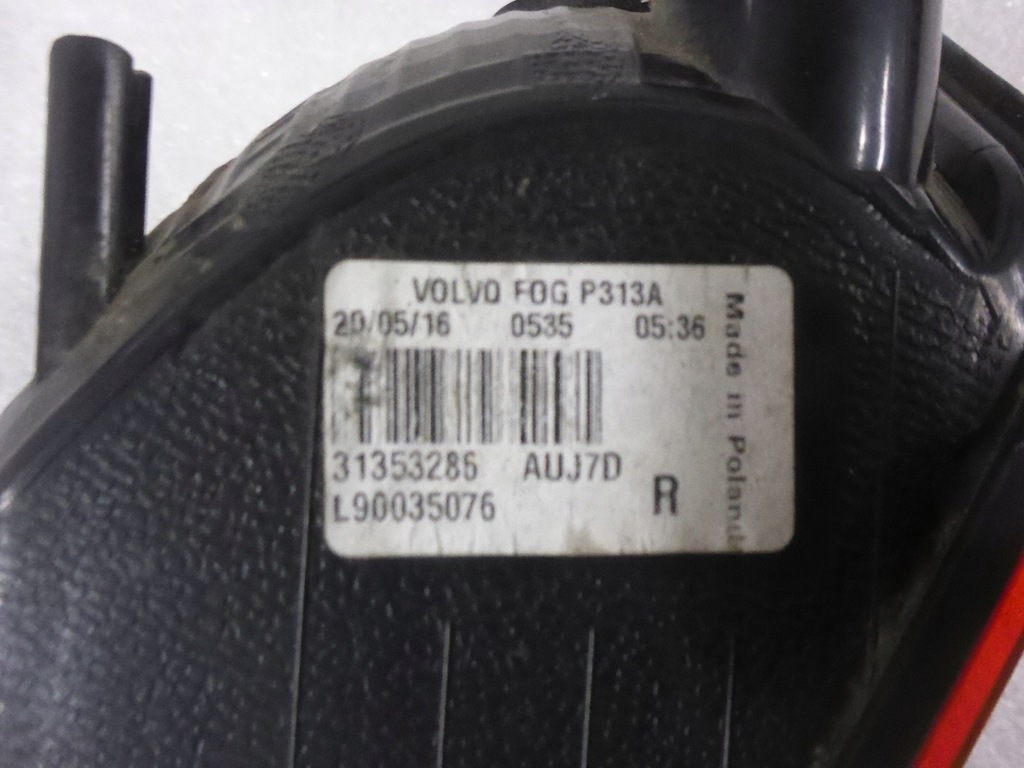 VOLVO FOG P313A
20/05/16 0535 05:36
31353286 AUJ7D
L90035076
R
Made in Poland